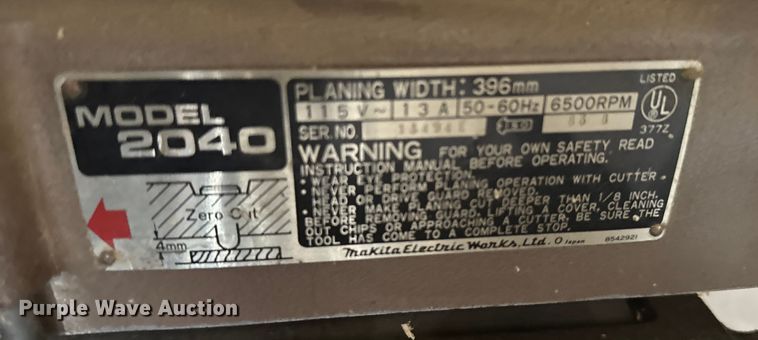 MODEL
2040
Zero Cut
4mm
PLANING WIDTH: 396mm
115V~ 13A 50-60Hz 6500RPM
SER.NO.
LISTED
UL
377Z
WARNING FOR YOUR OWN SAFETY READ
INSTRUCTION MANUAL BEFORE OPERATING.
• WEAR EYE PROTECTION.
• NEVER PERFORM PLANING OPERATION WITH CUTTER-
HEAD OR DRIVE GUARD REMOVED.
• NEVER MAKE PLANING CUT DEEPER THAN 1/8 INCH.
BEFORE REMOVING GUARD, LIFTING A COVER, CLEANING
OUT CHIPS OR APPROACHING A CUTTER, BE SURE THE
TOOL HAS COME TO A COMPLETE STOP.
Makita Electric Works, Ltd. Japan
8542921
Purple Wave Auction